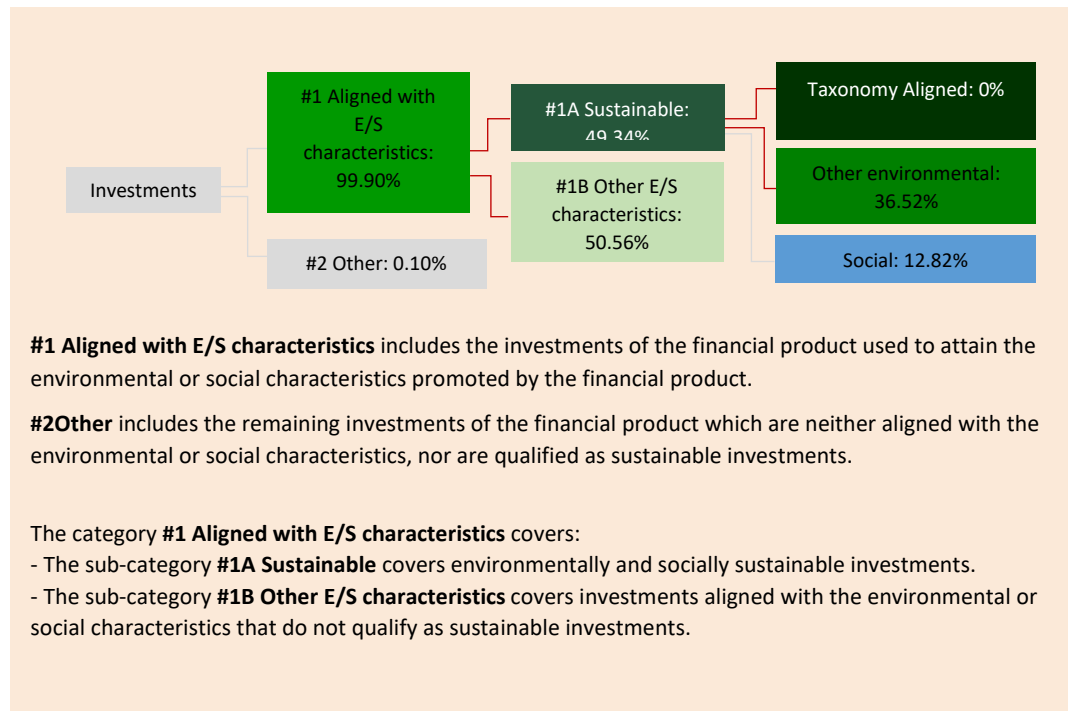 Investments
#1 Aligned with
E/S
characteristics:
99.90%
#2 Other: 0.10%
#1A Sustainable:
49.34%
#1B Other E/S
characteristics:
50.56%
Taxonomy Aligned: 0%
Other environmental:
36.52%
Social: 12.82%
#1 Aligned with E/S characteristics includes the investments of the financial product used to attain the
environmental or social characteristics promoted by the financial product.
#2Other includes the remaining investments of the financial product which are neither aligned with the
environmental or social characteristics, nor are qualified as sustainable investments.
The category #1 Aligned with E/S characteristics covers:
- The sub-category #1A Sustainable covers environmentally and socially sustainable investments.
- The sub-category #1B Other E/S characteristics covers investments aligned with the environmental or
social characteristics that do not qualify as sustainable investments.